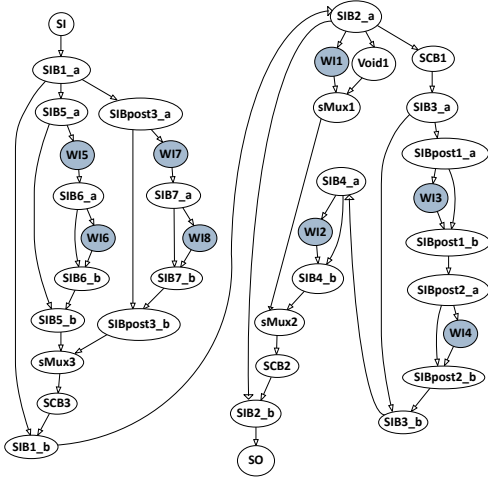 SI
SIB1_a
SIB5_a
SIBpost3_a
WI5
WI7
SIB6_a
SIB7_a
WI6
WI8
SIB6_b
SIB7_b
SIB5_b
SIBpost3_b
sMux3
SCB3
SIB1_b
SIB2_a
WI1
Void1
SCB1
sMux1
SIB3_a
SIBpost1_a
SIB4_a
WI3
WI2
SIBpost1_b
SIB4_b
SIBpost2_a
sMux2
WI4
SCB2
SIBpost2_b
SIB2_b
SIB3_b
SO